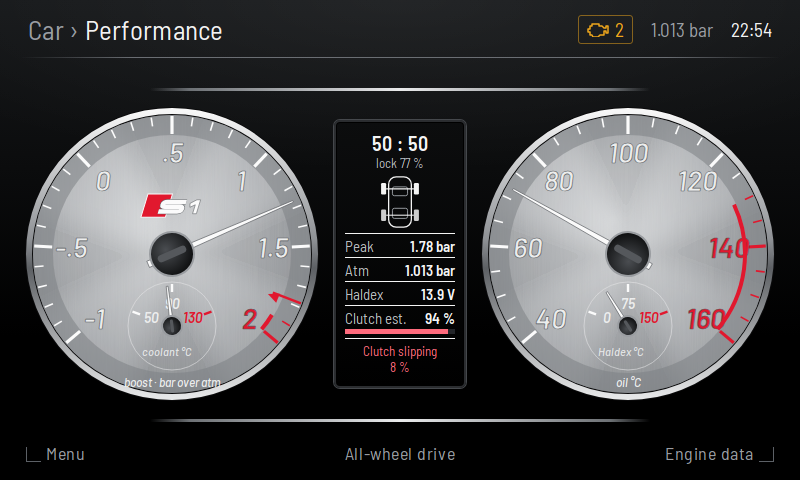 Car › Performance
2
1.013 bar
22:54
-1
-.5
0
.5
1
1.5
2
S1
50
90
130
coolant °C
boost · bar over atm
50 : 50
lock 77 %
Peak 1.78 bar
Atm 1.013 bar
Haldex 13.9 V
Clutch est. 94 %
Clutch slipping
8 %
40
60
80
100
120
140
160
0
75
150
Haldex °C
oil °C
Menu
All-wheel drive
Engine data